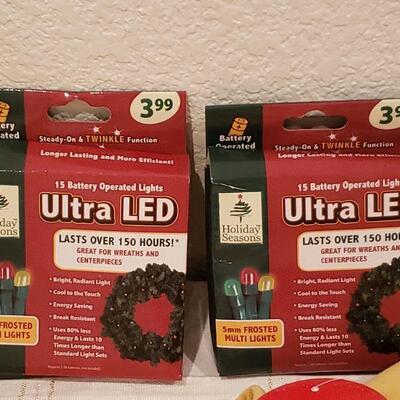 Battery
Operated
3.99
Steady-On & TWINKLE Function
Longer Lasting and More Efficient!
15 Battery Operated Lights
Ultra LED
LASTS OVER 150 HOURS!*
GREAT FOR WREATHS AND
CENTERPIECES
Holiday
Seasons
• Bright, Radiant Light
• Cool to the Touch
• Energy Saving
• Break Resistant
• Uses 80% less
Energy & Lasts 10
Times Longer than
Standard Light Sets
FROSTED
LIGHTS
Battery
Operated
3.9
Steady-On & TWINKLE Function
Longer Lasting and More Efficient!
15 Battery Operated Lights
Ultra LE
LASTS OVER 150 HOU
GREAT FOR WREATHS AND
CENTERPIECES
Holiday
Seasons
• Bright, Radiant Light
• Cool to the Touch
• Energy Saving
• Break Resistant
• Uses 80% less
Energy & Lasts 10
Times Longer than
Standard Light Sets
5mm FROSTED
MULTI LIGHTS